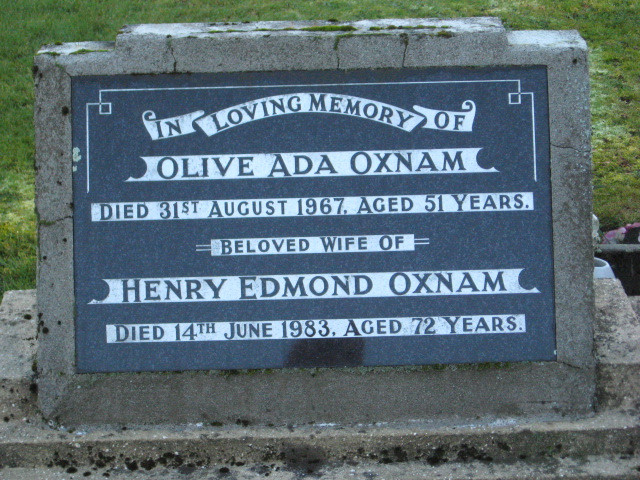 IN LOVING MEMORY OF
OLIVE ADA OXNAM
DIED 31ST AUGUST 1967, AGED 51 YEARS.
BELOVED WIFE OF
HENRY EDMOND OXNAM
DIED 14TH JUNE 1983, AGED 72 YEARS.